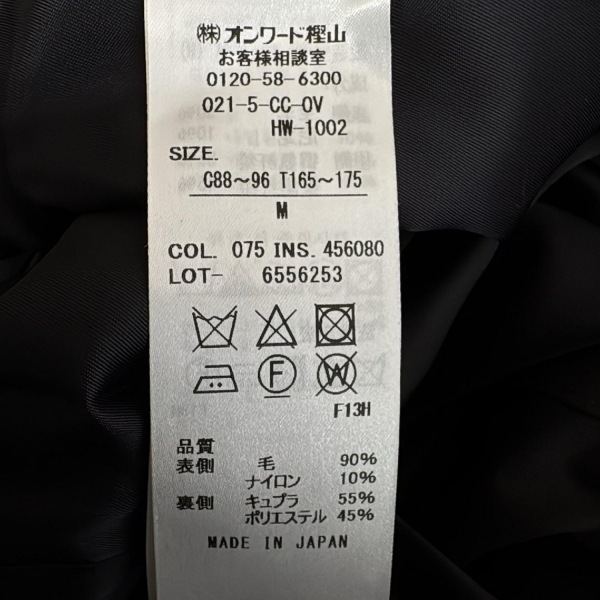 ㈱オンワード樫山
お客様相談室
0120-58-6300
021-5-CC-OV
HW-1002
SIZE.
C88～96 T165～175
M
COL. 075 INS. 456080
LOT- 6556253
F
W
F13H
品質
表側 毛 90%
ナイロン 10%
裏側 キュプラ 55%
ポリエステル 45%
MADE IN JAPAN